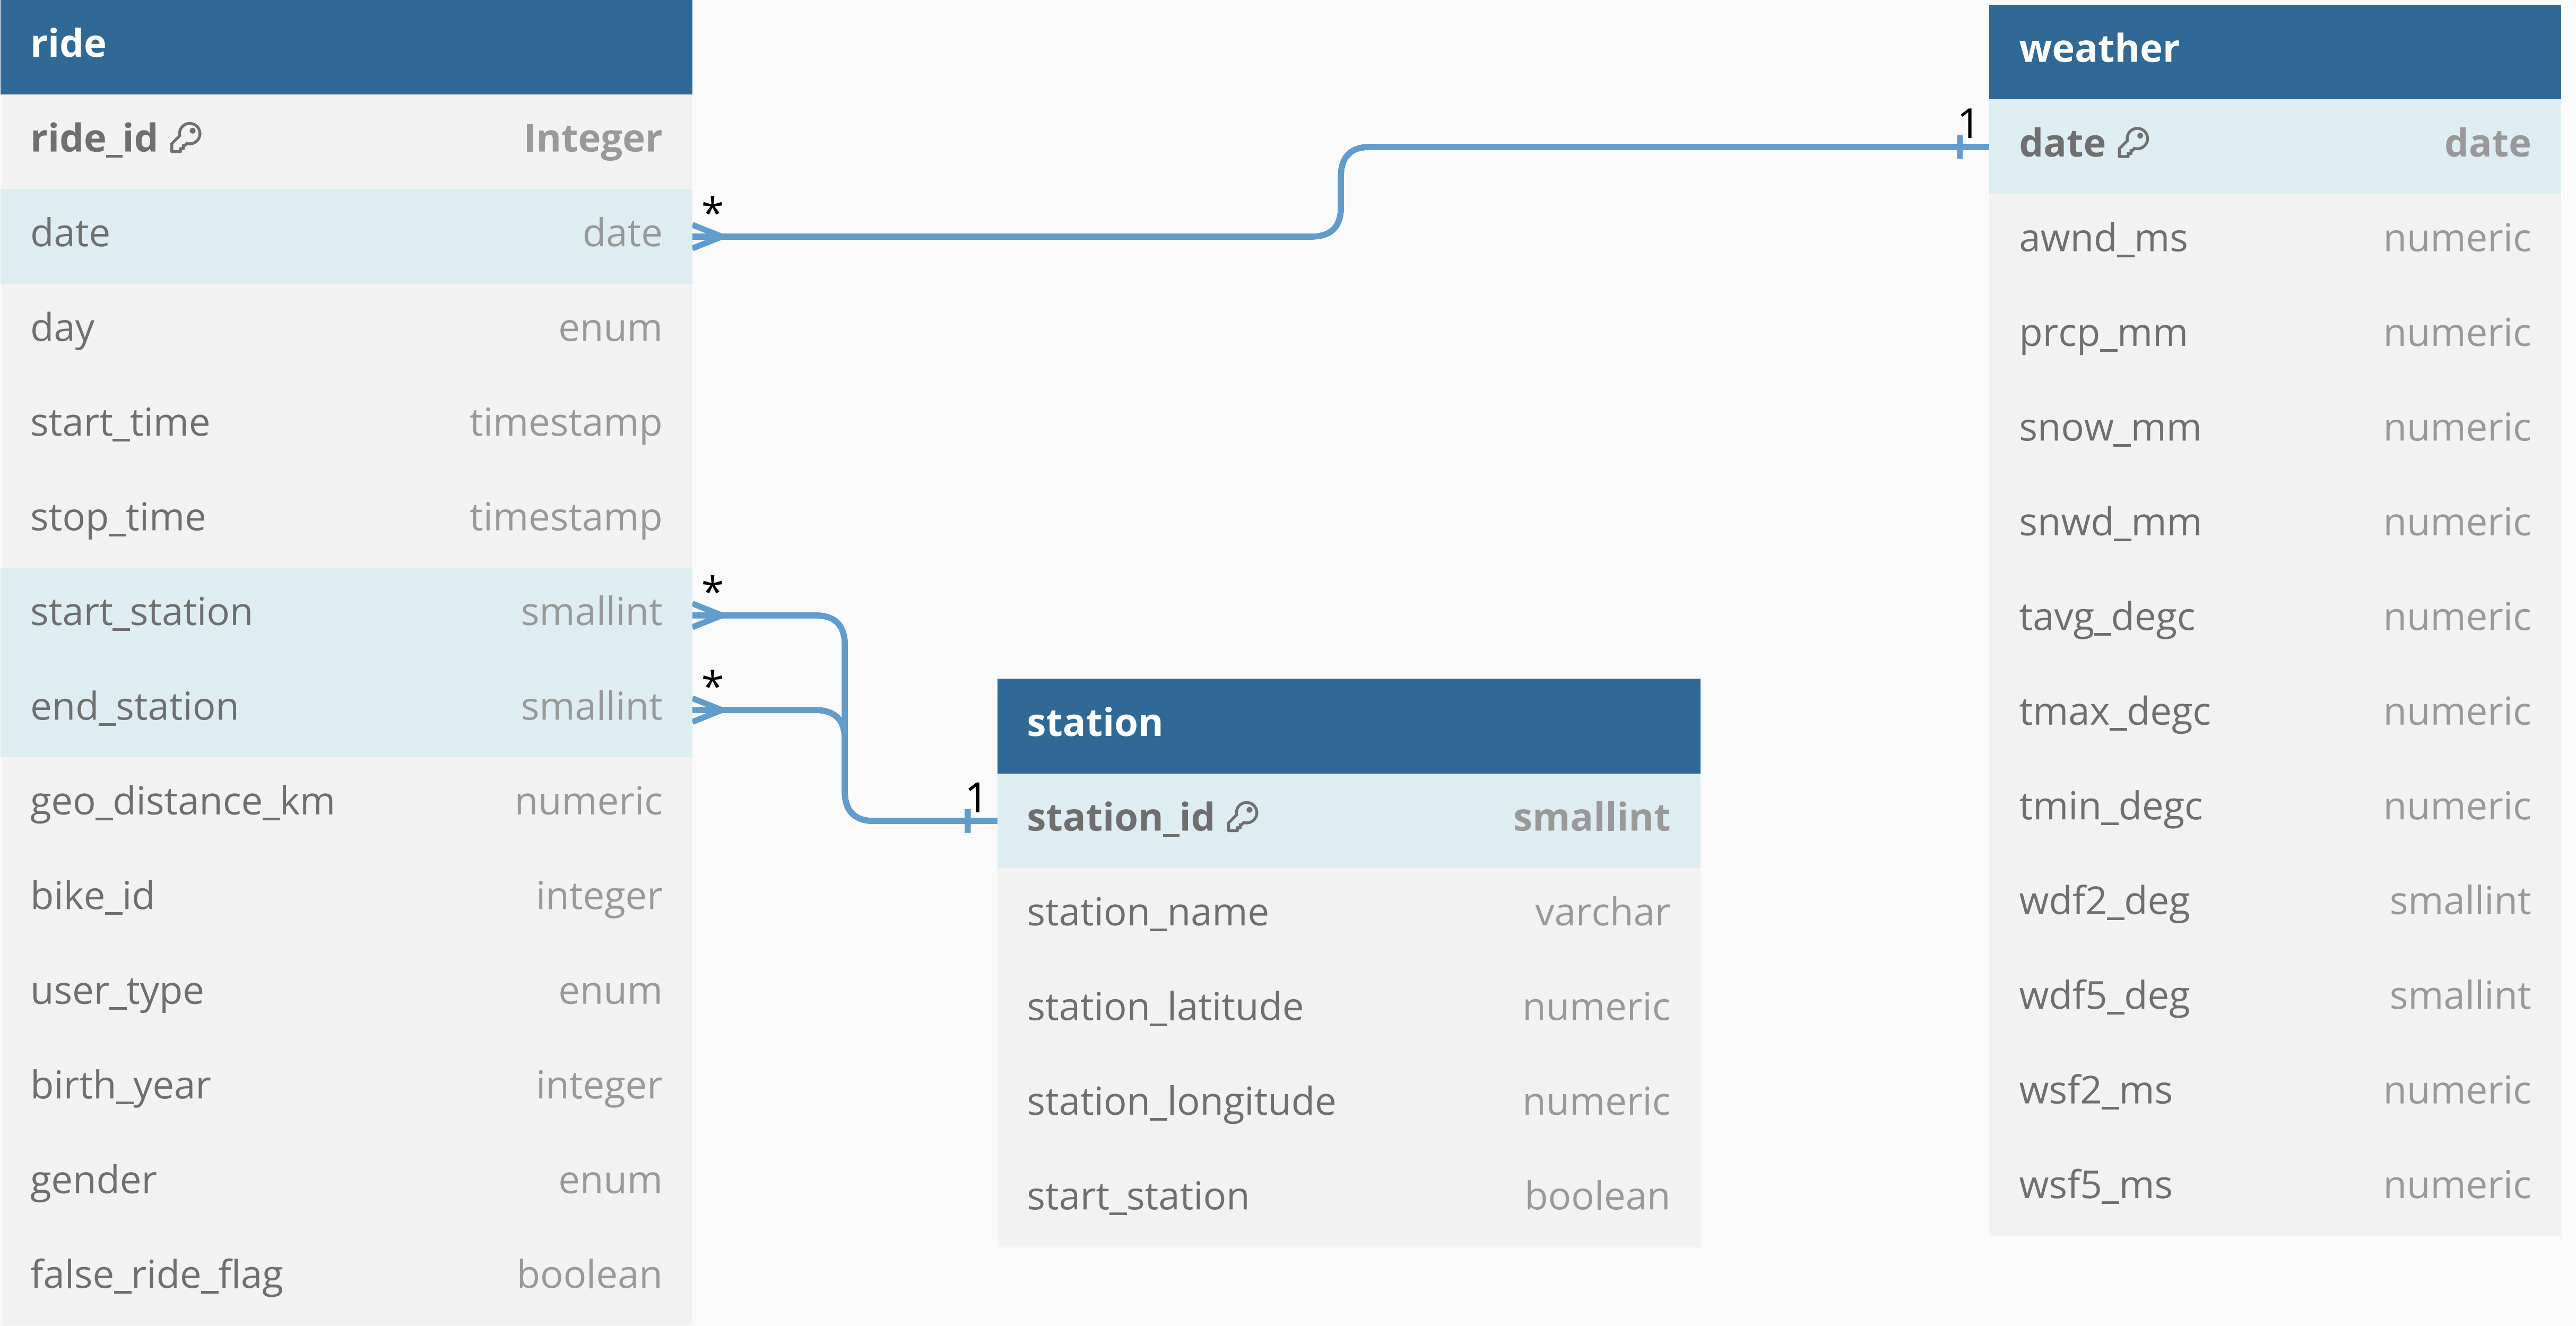 ride
ride_id Integer
date date
day enum
start_time timestamp
stop_time timestamp
start_station smallint
end_station smallint
geo_distance_km numeric
bike_id integer
user_type enum
birth_year integer
gender enum
false_ride_flag boolean
*
*
*
1
1
station
station_id smallint
station_name varchar
station_latitude numeric
station_longitude numeric
start_station boolean
weather
date date
awnd_ms numeric
prcp_mm numeric
snow_mm numeric
snwd_mm numeric
tavg_degc numeric
tmax_degc numeric
tmin_degc numeric
wdf2_deg smallint
wdf5_deg smallint
wsf2_ms numeric
wsf5_ms numeric